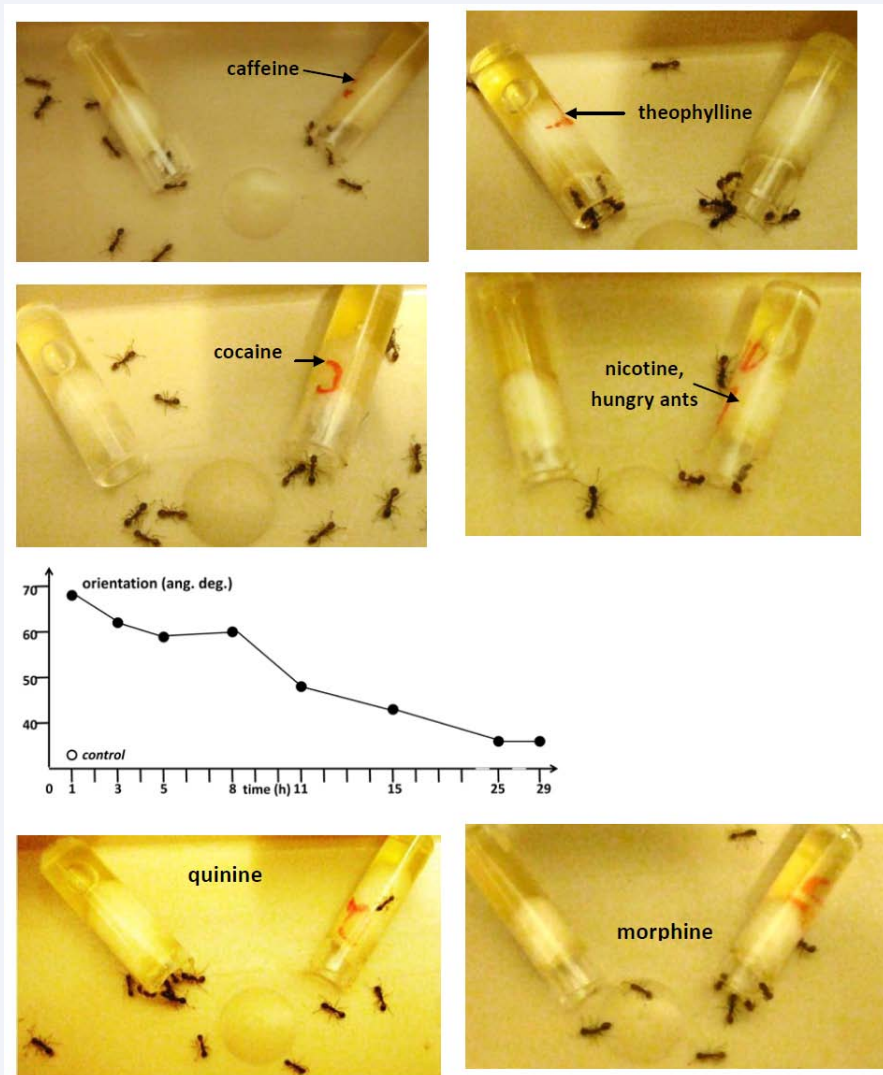 caffeine
theophylline
cocaine
nicotine,
hungry ants
70 orientation (ang. deg.)
60
50
40
control
0 1 3 5 8 time (h) 11 15 25 29
quinine
morphine